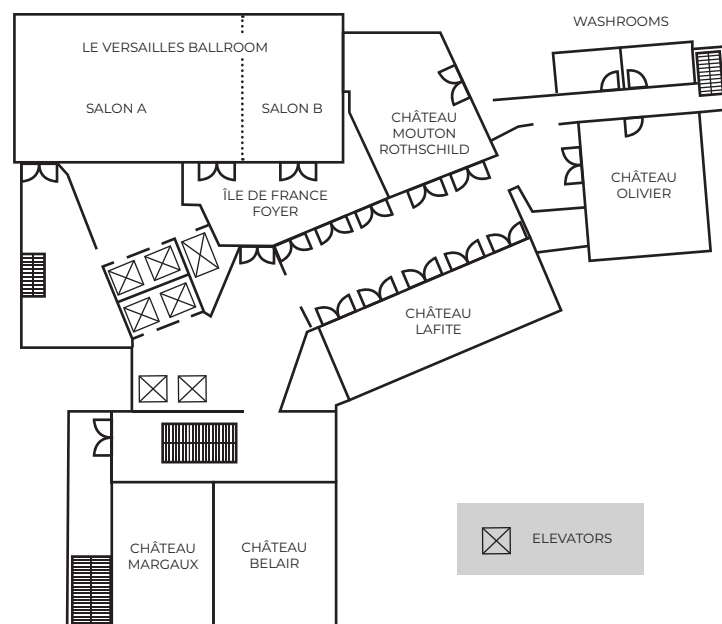 WASHROOMS
LE VERSAILLES BALLROOM
SALON A
SALON B
CHÂTEAU
MOUTON
ROTHSCHILD
CHÂTEAU
OLIVIER
ÎLE DE FRANCE
FOYER
CHÂTEAU
LAFITE
CHÂTEAU
MARGAUX
CHÂTEAU
BELAIR
ELEVATORS